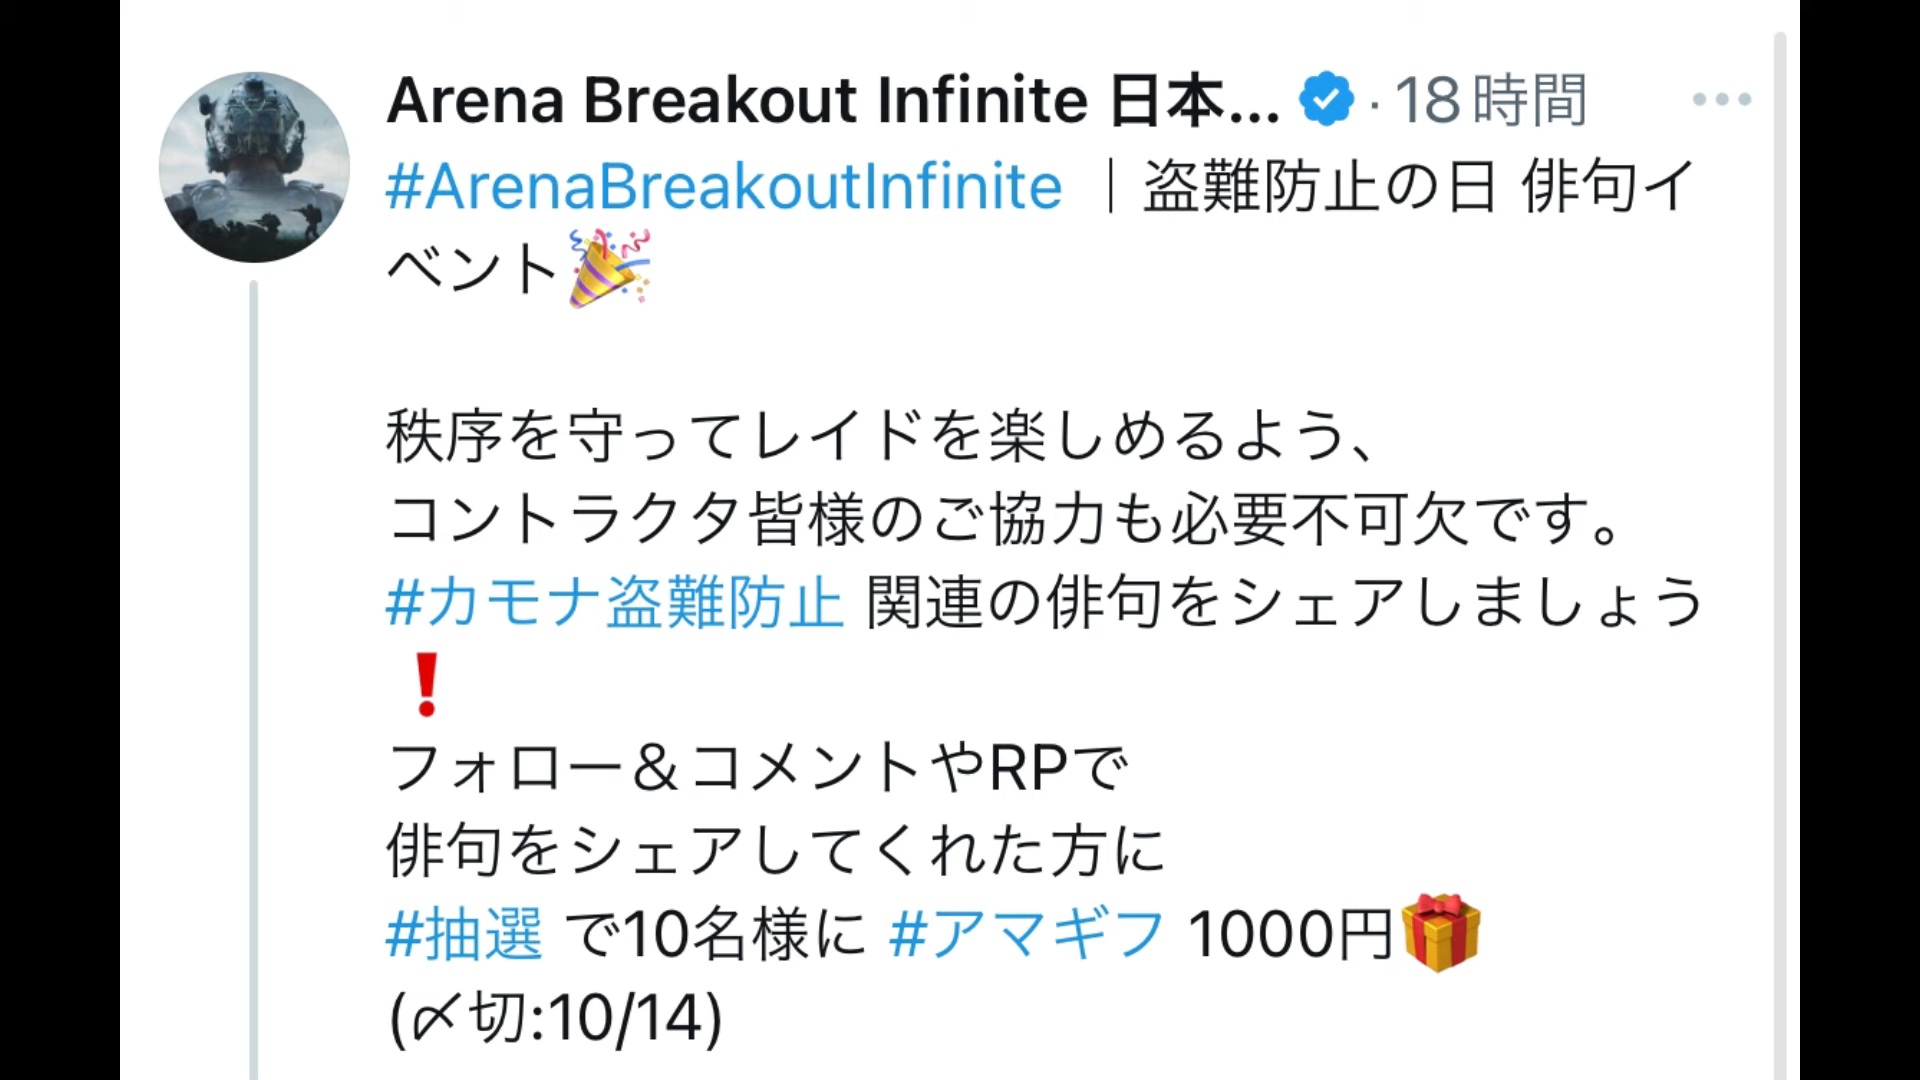 Arena Breakout Infinite 日本... · 18時間
#ArenaBreakoutInfinite ｜盗難防止の日 俳句イ
ベント🎉
秩序を守ってレイドを楽しめるよう、
コントラクタ皆様のご協力も必要不可欠です。
#カモナ盗難防止 関連の俳句をシェアしましょう
❗
フォロー＆コメントやRPで
俳句をシェアしてくれた方に
#抽選 で10名様に #アマギフ 1000円🎁
(〆切:10/14)